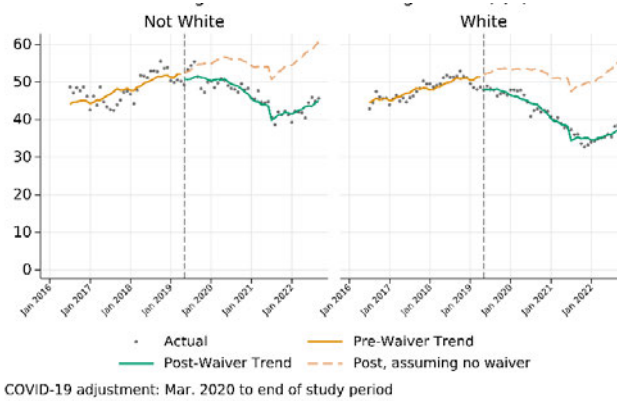 Not White
White
60
50
40
30
20
10
0
Jan 2016
Jan 2017
Jan 2018
Jan 2019
Jan 2020
Jan 2021
Jan 2022
Jan 2016
Jan 2017
Jan 2018
Jan 2019
Jan 2020
Jan 2021
Jan 2022
Actual
Pre-Waiver Trend
Post-Waiver Trend
Post, assuming no waiver
COVID-19 adjustment: Mar. 2020 to end of study period